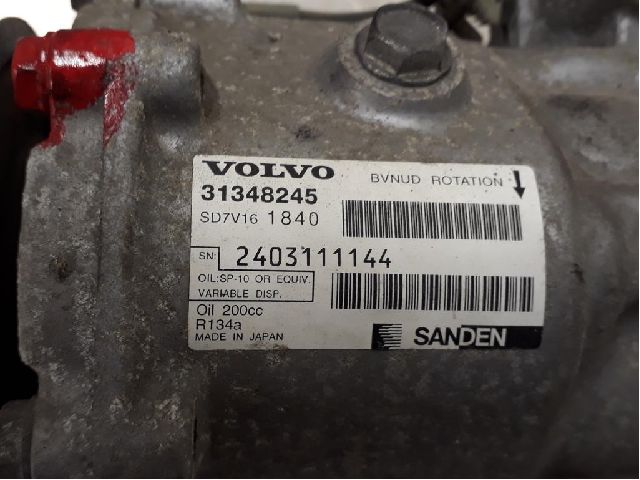 VOLVO
BVNUD ROTATION ↓
31348245
SD7V16 1840
SN: 2403111144
OIL:SP-10 OR EQUIV.
VARIABLE DISP.
Oil 200cc
R134a
MADE IN JAPAN
SANDEN